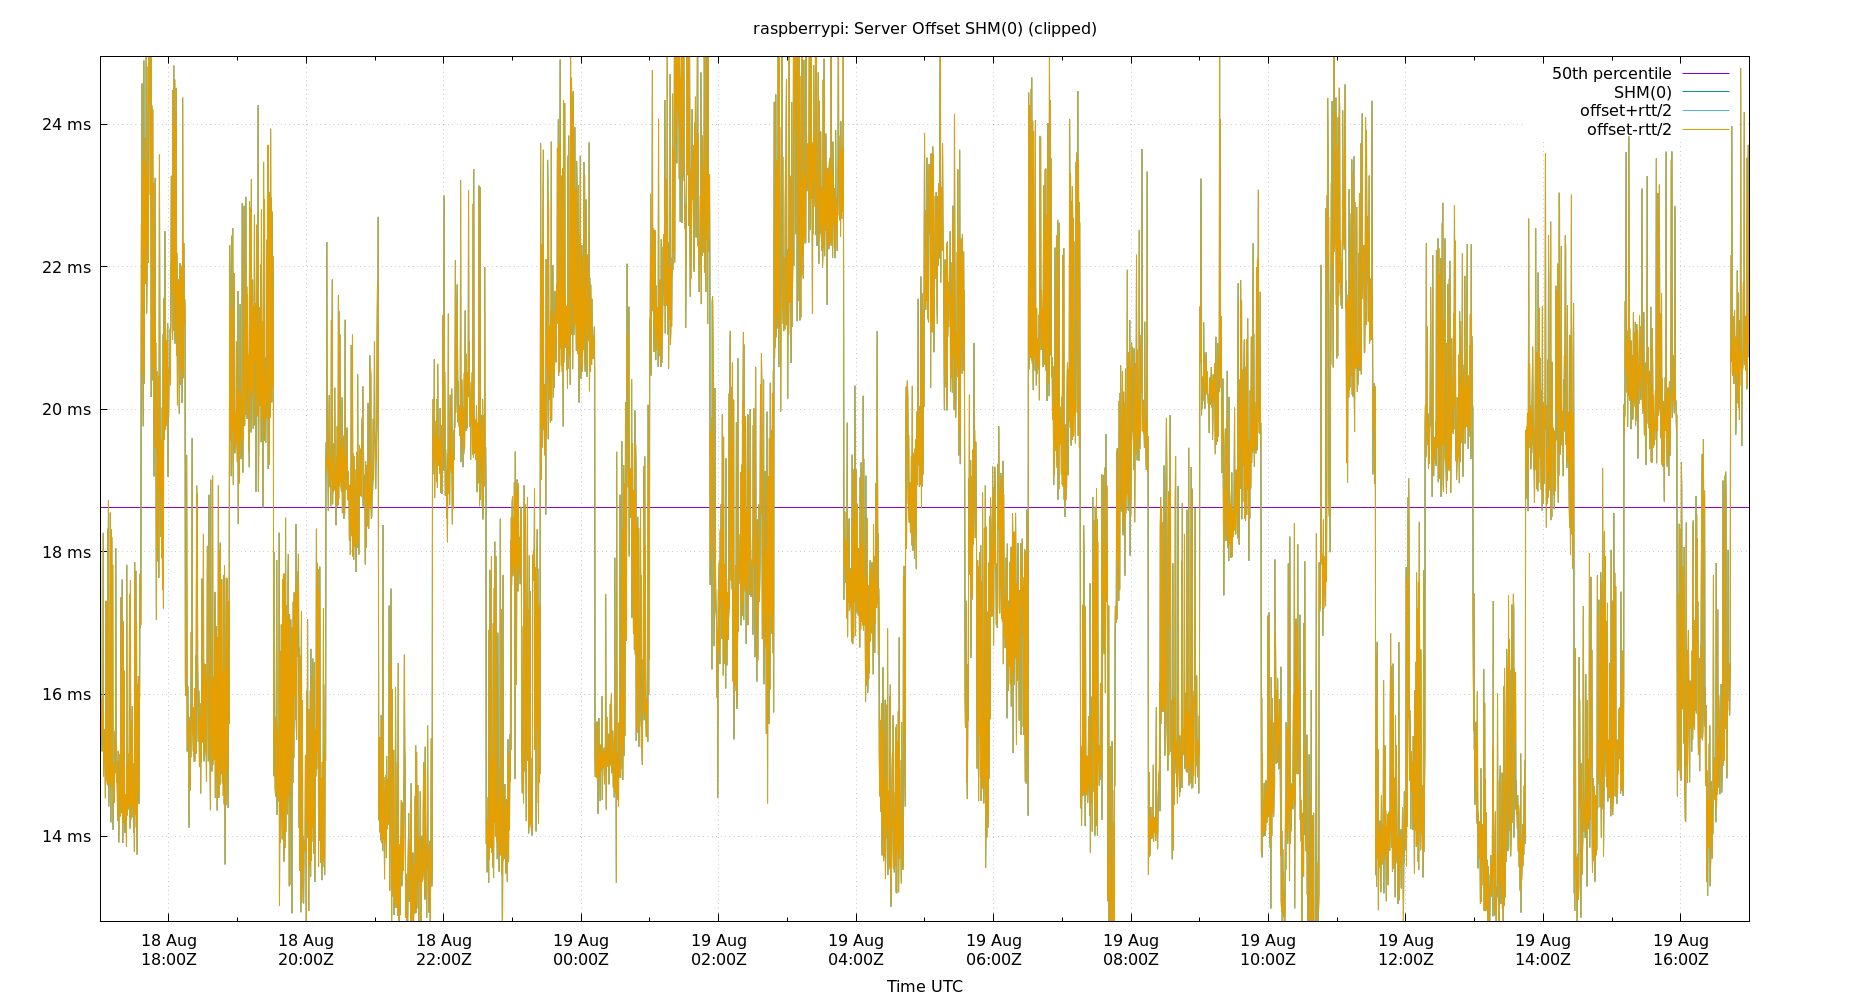 raspberrypi: Server Offset SHM(0) (clipped)
50th percentile
SHM(0)
offset+rtt/2
offset-rtt/2
24 ms
22 ms
20 ms
18 ms
16 ms
14 ms
18 Aug 18 Aug 18 Aug 19 Aug 19 Aug 19 Aug 19 Aug 19 Aug 19 Aug 19 Aug 19 Aug 19 Aug
18:00Z 20:00Z 22:00Z 00:00Z 02:00Z 04:00Z 06:00Z 08:00Z 10:00Z 12:00Z 14:00Z 16:00Z
Time UTC